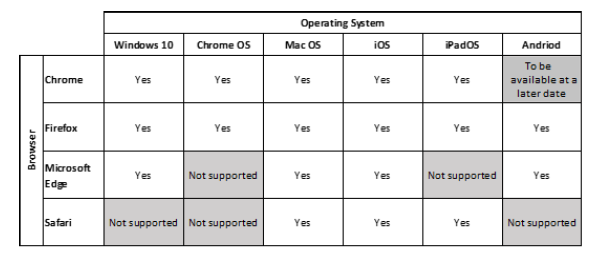 Operating System
Windows 10 Chrome OS Mac OS iOS iPadOS Andriod
Browser
Chrome Yes Yes Yes Yes Yes To be
available at a
later date
Firefox Yes Yes Yes Yes Yes Yes
Microsoft
Edge Yes Not supported Yes Yes Not supported Yes
Safari Not supported Not supported Yes Yes Yes Not supported